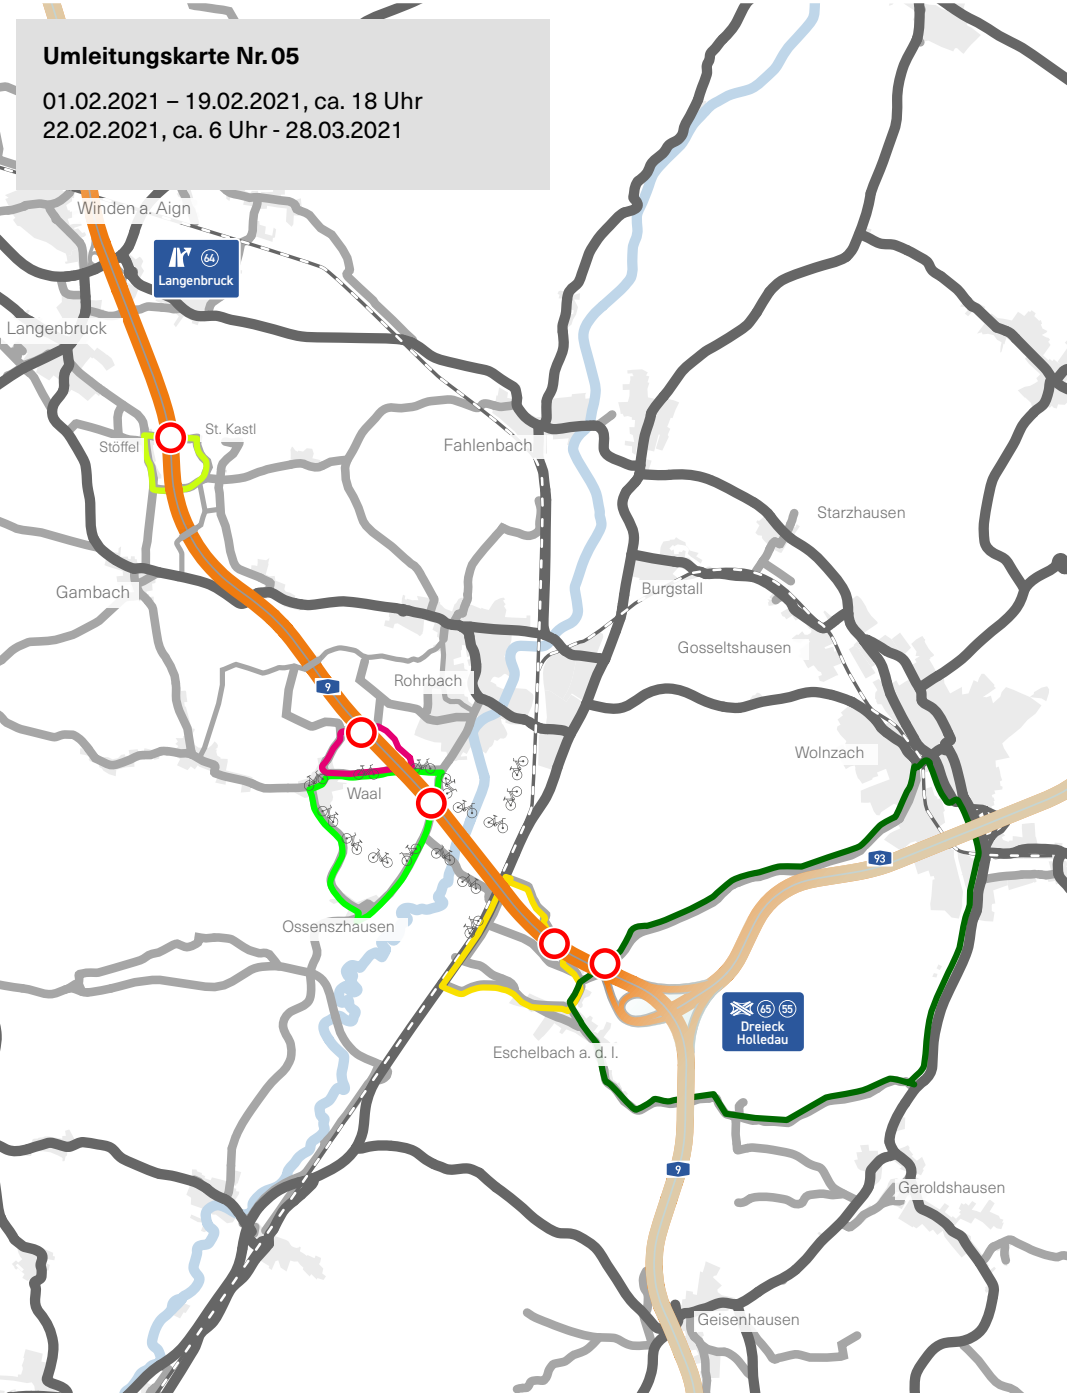 Umleitungskarte Nr. 05
01.02.2021 – 19.02.2021, ca. 18 Uhr
22.02.2021, ca. 6 Uhr - 28.03.2021
Winden a. Aign
64
Langenbruck
Langenbruck
St. Kastl
Stöffel
Fahlenbach
Starzhausen
Gambach
Burgstall
Gosseltshausen
Rohrbach
9
Wolnzach
Waal
93
Ossenszhausen
65 55
Dreieck
Holledau
Eschelbach a. d. I.
9
Geroldshausen
Geisenhausen